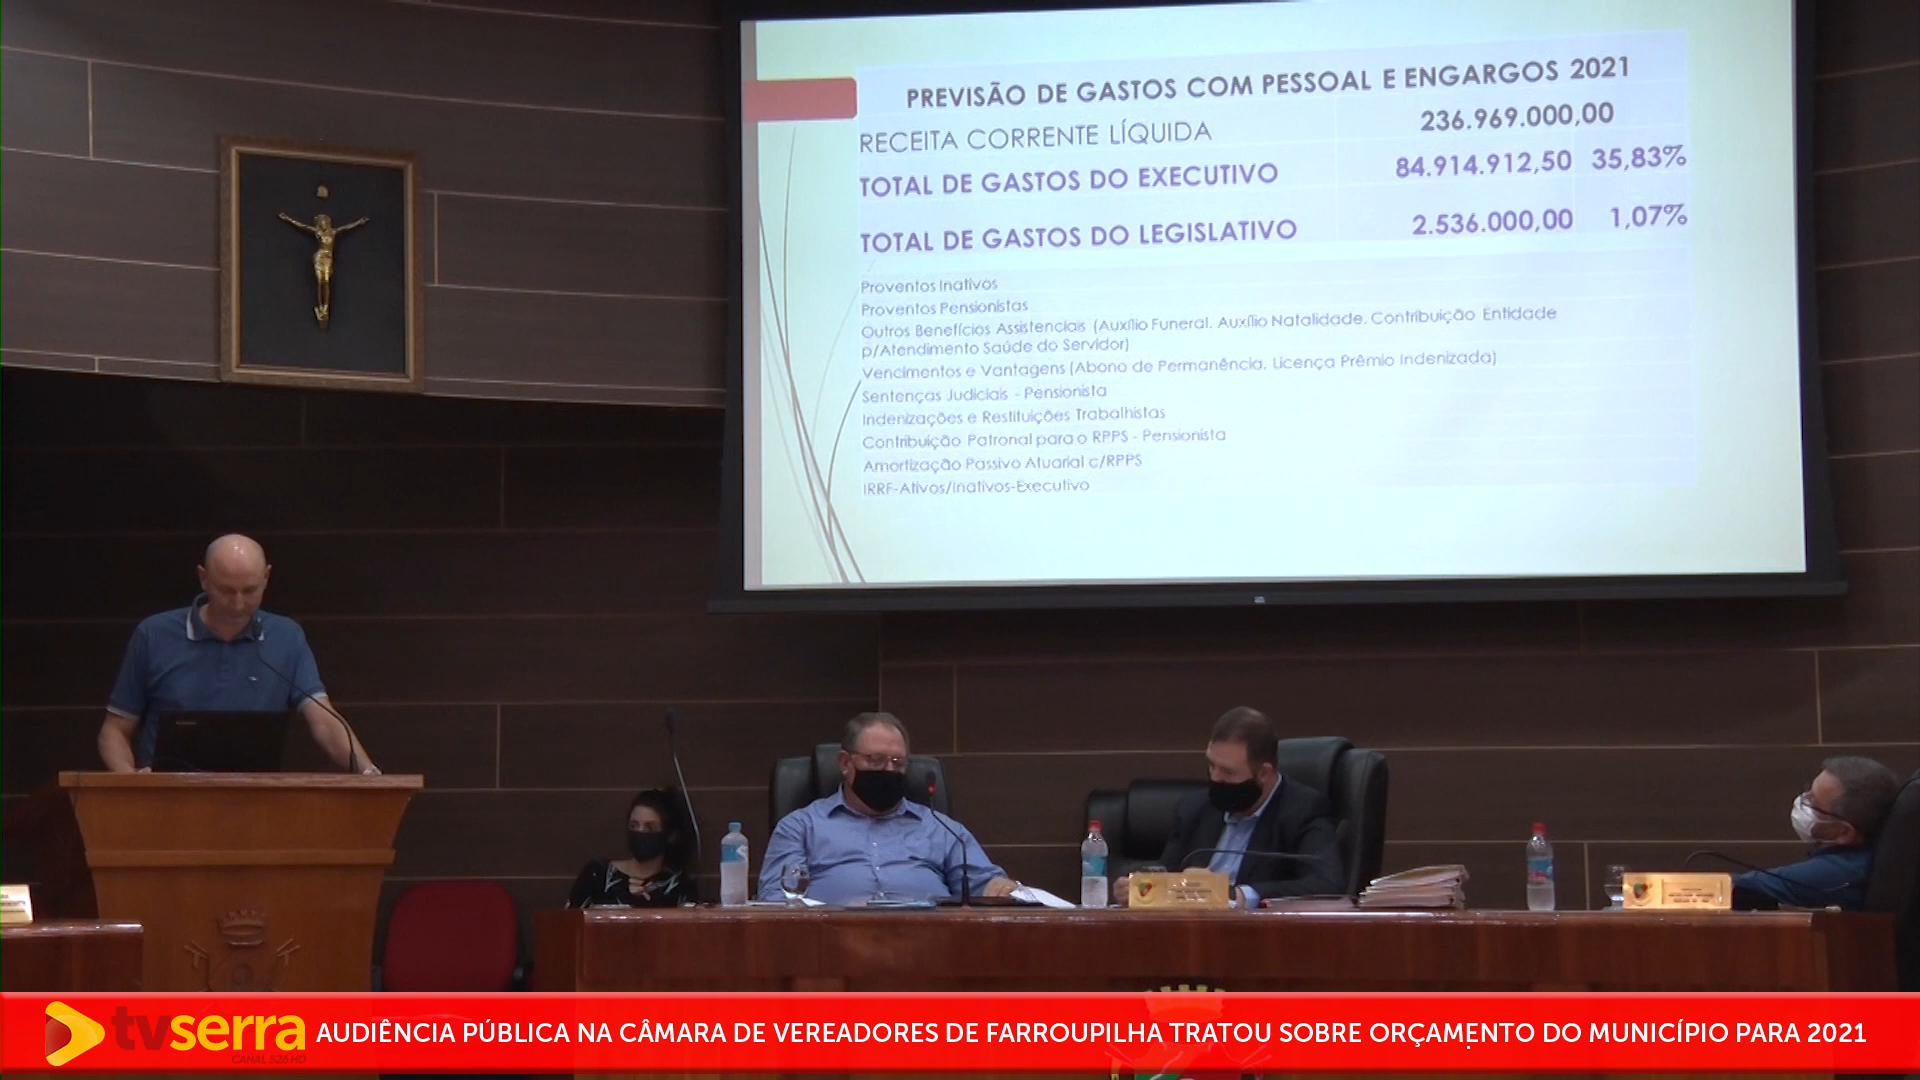 PREVISÃO DE GASTOS COM PESSOAL E ENGARGOS 2021
RECEITA CORRENTE LÍQUIDA 236.969.000,00
TOTAL DE GASTOS DO EXECUTIVO 84.914.912,50 35,83%
TOTAL DE GASTOS DO LEGISLATIVO 2.536.000,00 1,07%
Proventos Inativos
Proventos Pensionistas
Outros Benefícios Assistenciais (Auxílio Funeral, Auxílio Natalidade, Contribuição Entidade
p/Atendimento Saúde do Servidor)
Vencimentos e Vantagens (Abono de Permanência, Licença Prêmio Indenizada)
Sentenças Judiciais - Pensionista
Indenizações e Restituições Trabalhistas
Contribuição Patronal para o RPPS - Pensionista
Amortização Passivo Atuarial c/RPPS
IRRF-Ativos/Inativos-Executivo
tvserra
CANAL 526 HD
AUDIÊNCIA PÚBLICA NA CÂMARA DE VEREADORES DE FARROUPILHA TRATOU SOBRE ORÇAMENTO DO MUNICÍPIO PARA 2021